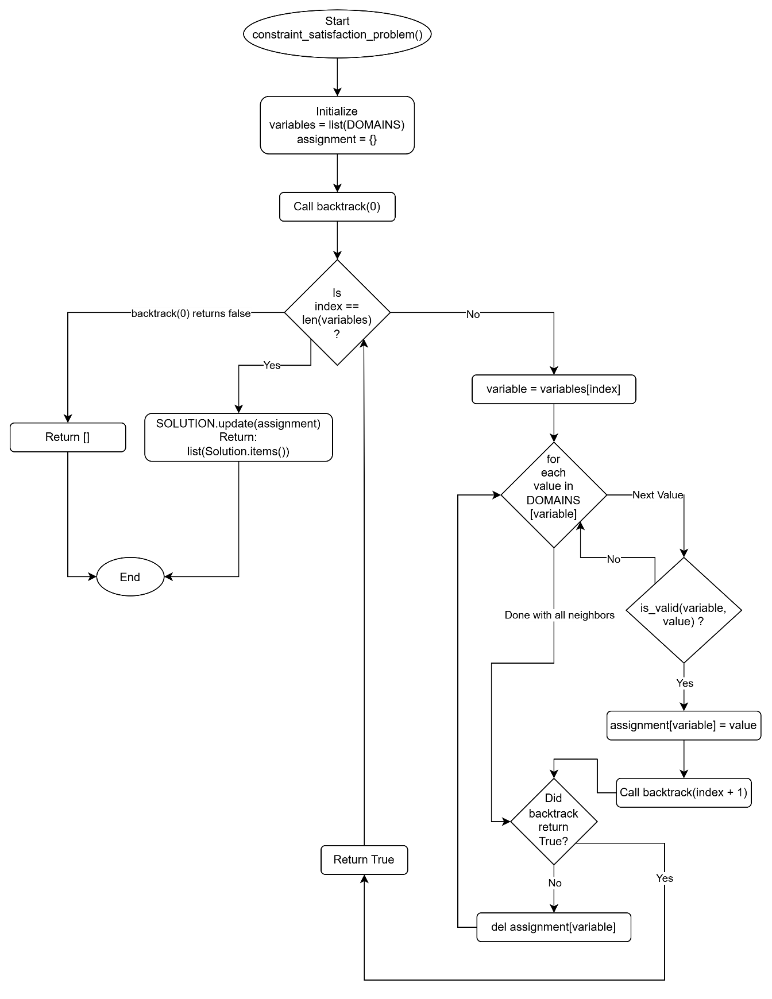 Start
constraint_satisfaction_problem()
Initialize
variables = list(DOMAINS)
assignment = {}
Call backtrack(0)
Is
index ==
len(variables)
?
backtrack(0) returns false
No
Yes
variable = variables[index]
Return []
SOLUTION.update(assignment)
Return:
list(Solution.items())
for
each
value in
DOMAINS
[variable]
Next Value
No
End
Done with all neighbors
is_valid(variable,
value) ?
Yes
assignment[variable] = value
Call backtrack(index + 1)
Did
backtrack
return
True?
Return True
No
Yes
del assignment[variable]